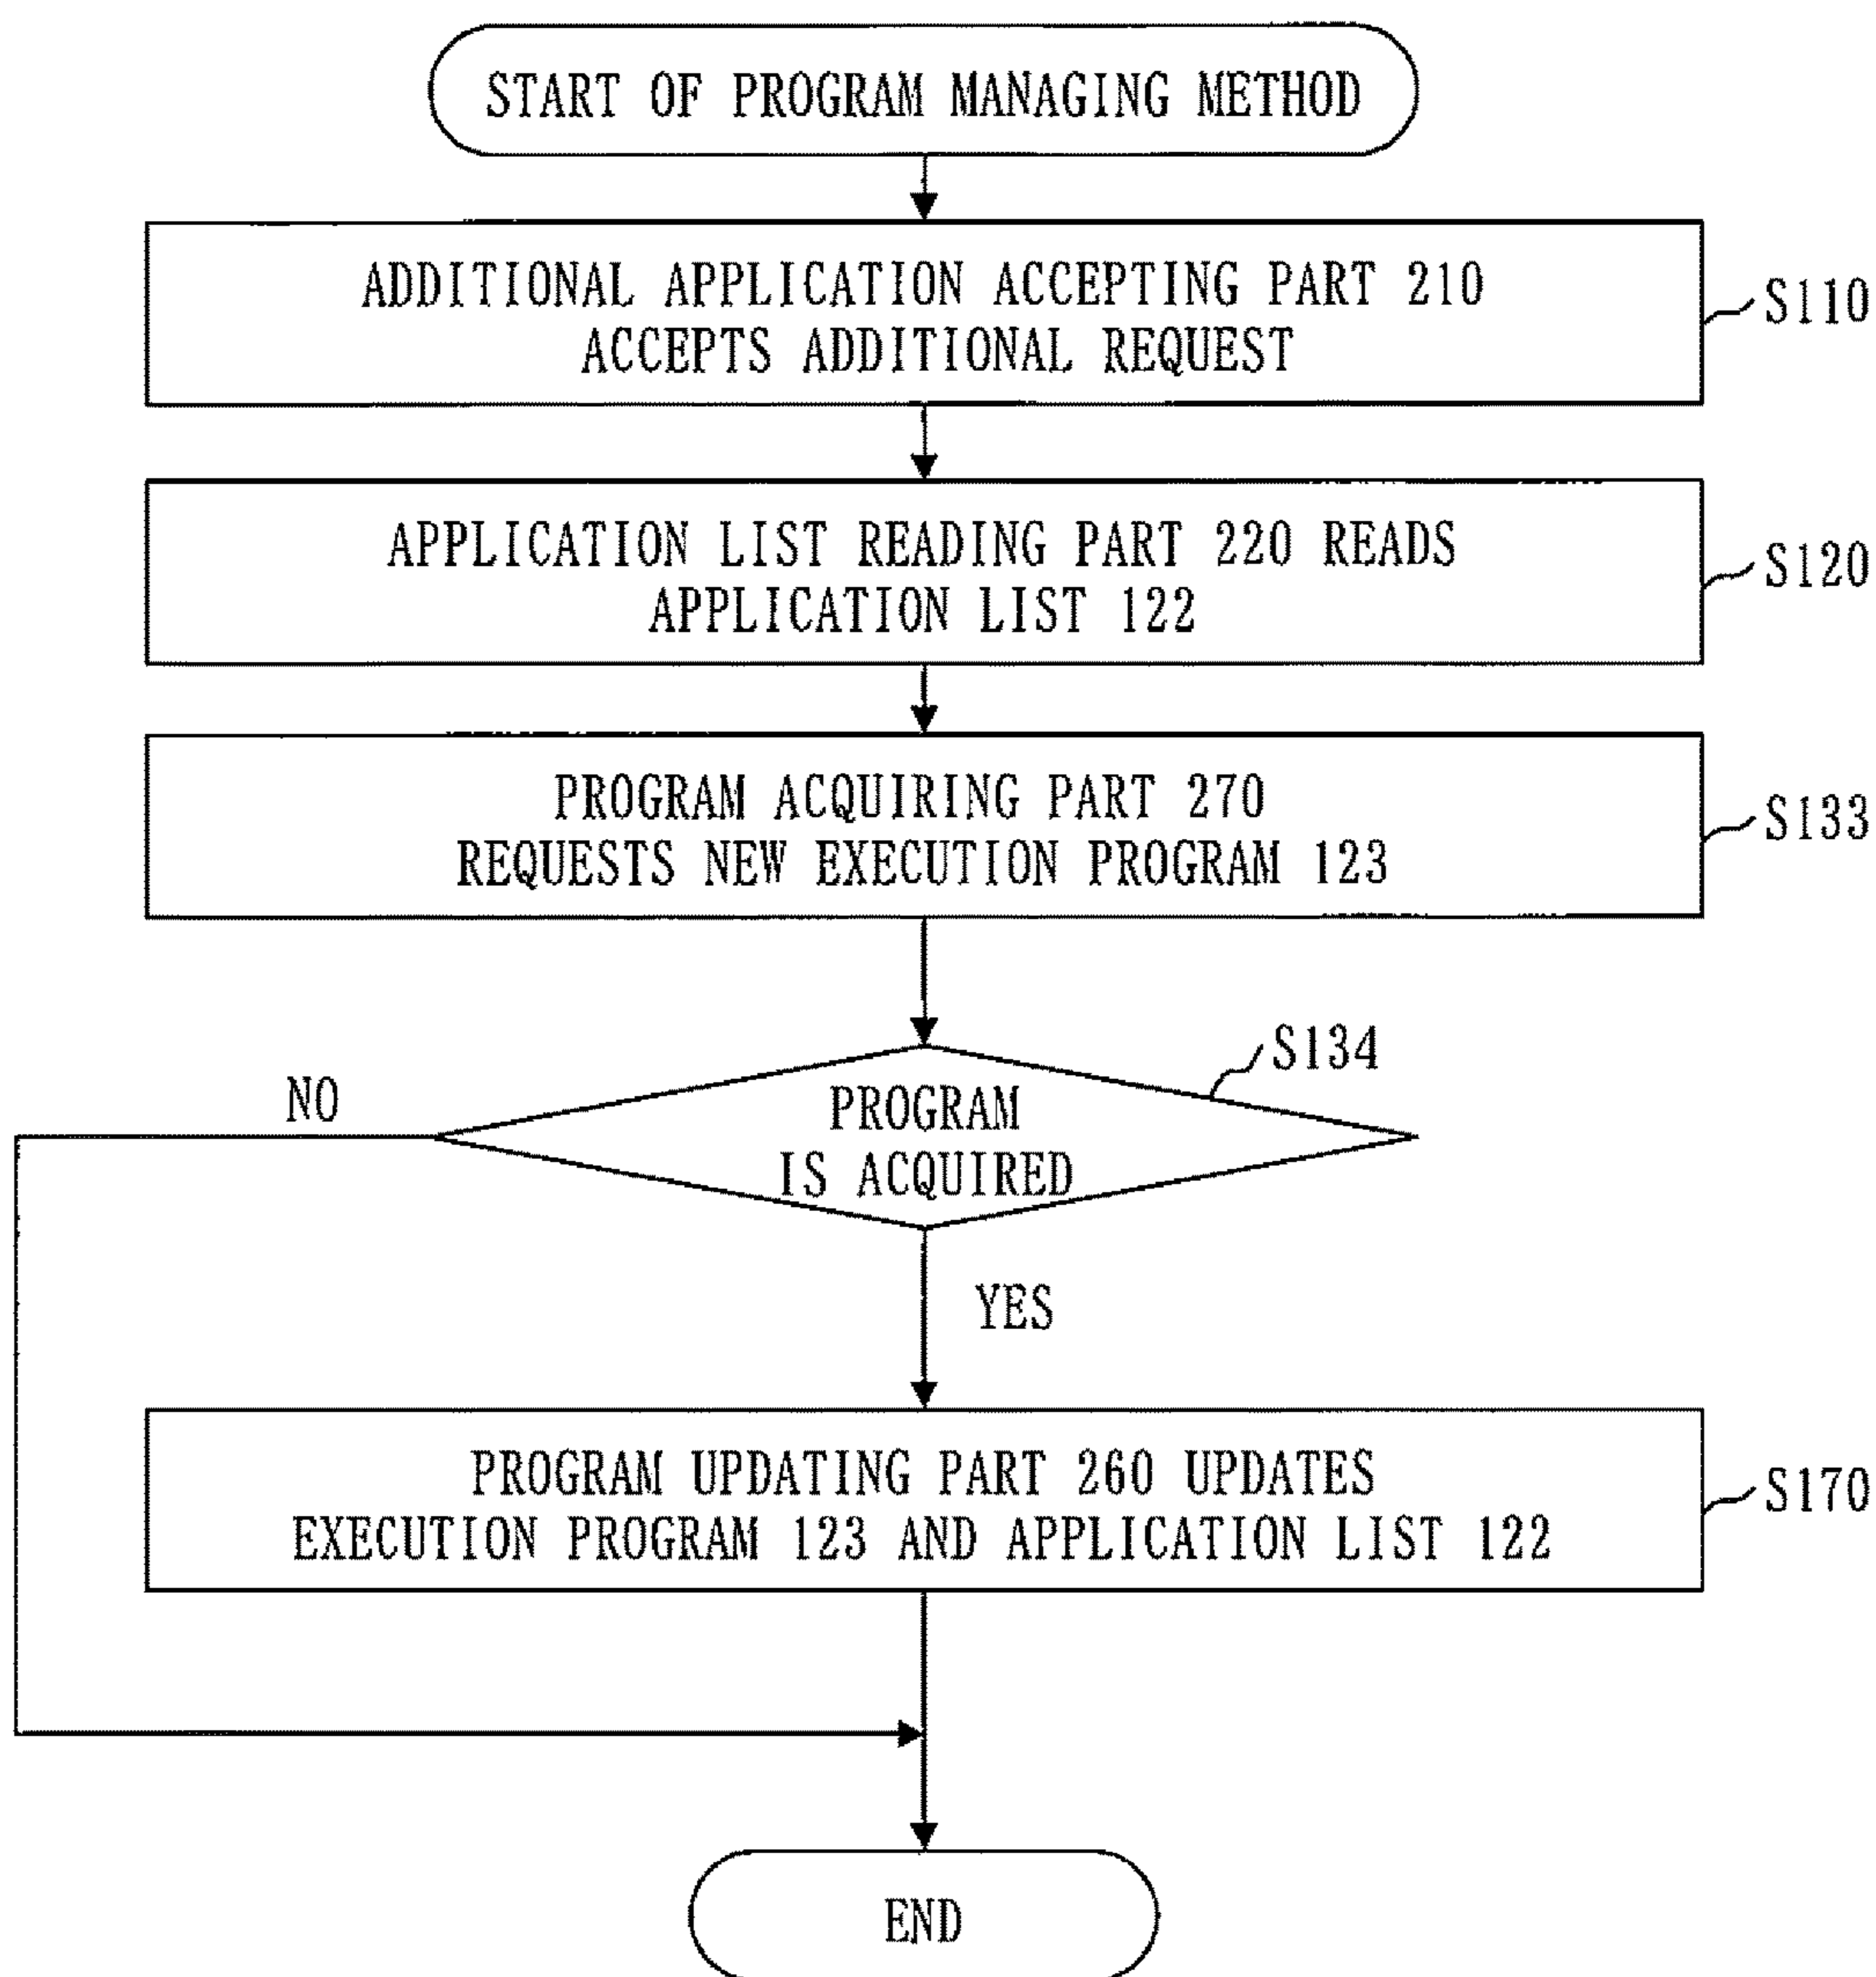 START OF PROGRAM MANAGING METHOD
ADDITIONAL APPLICATION ACCEPTING PART 210
ACCEPTS ADDITIONAL REQUEST
S110
APPLICATION LIST READING PART 220 READS
APPLICATION LIST 122
S120
PROGRAM ACQUIRING PART 270
REQUESTS NEW EXECUTION PROGRAM 123
S133
S134
NO
PROGRAM
IS ACQUIRED
YES
PROGRAM UPDATING PART 260 UPDATES
EXECUTION PROGRAM 123 AND APPLICATION LIST 122
S170
END